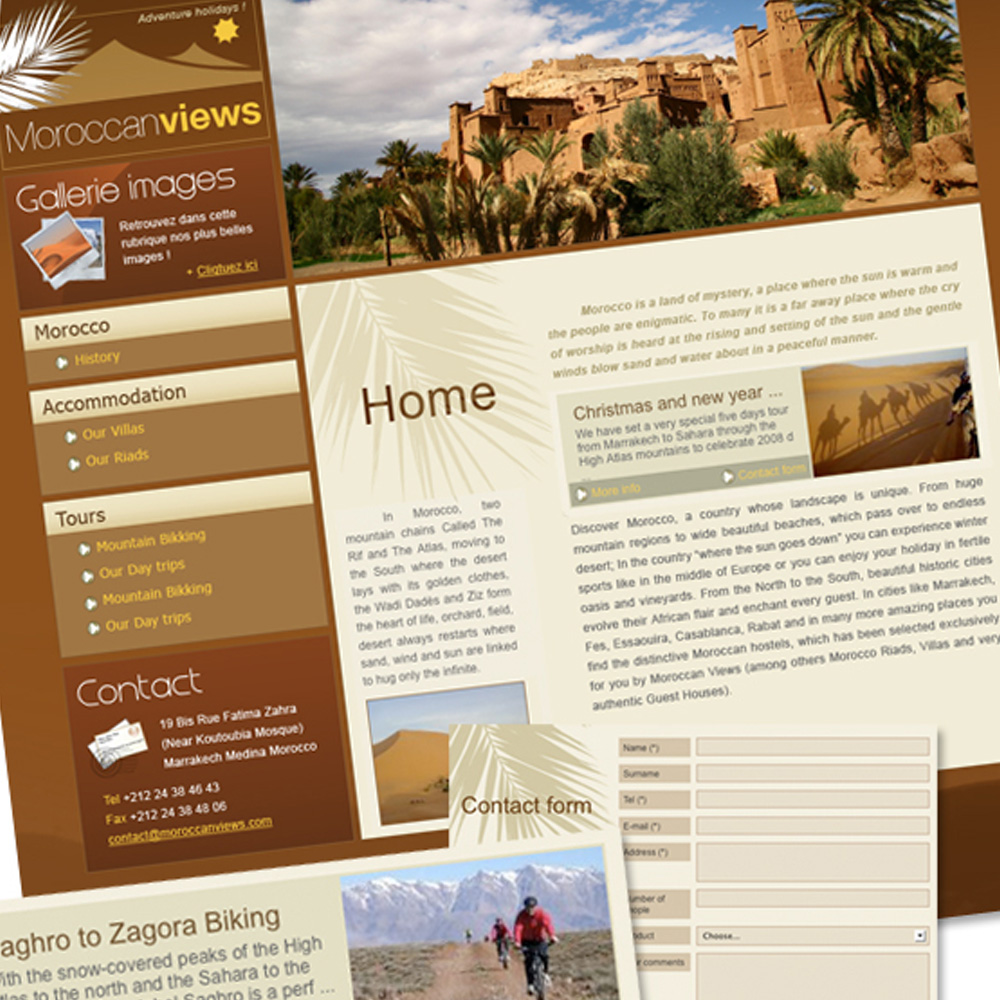 Adventure holidays !
Moroccanviews
Gallerie images
Retrouvez dans cette
rubrique nos plus belles
images !
+ Cliquez ici
Morocco
History
Accommodation
Our Villas
Our Riads
Tours
Mountain Bikking
Our Day trips
Mountain Bikking
Our Day trips
Contact
19 Bis Rue Fatima Zahra
(Near Koutoubia Mosque)
Marrakech Medina Morocco
Tel +212 24 38 46 43
Fax +212 24 38 48 06
contact@moroccanviews.com
Home
In Morocco, two
mountain chains Called The
Rif and The Atlas, moving to
the South where the desert
lays with its golden clothes,
the Wadi Dadès and Ziz form
the heart of life, orchard, field,
desert always restarts where
sand, wind and sun are linked
to hug only the infinite.
Morocco is a land of mystery, a place where the sun is warm and
the people are enigmatic. To many it is a far away place where the cry
of worship is heard at the rising and setting of the sun and the gentle
winds blow sand and water about in a peaceful manner.
Christmas and new year ...
We have set a very special five days tour
from Marrakech to Sahara through the
High Atlas mountains to celebrate 2008 d
...
More info
Contact form
Discover Morocco, a country whose landscape is unique. From huge
mountain regions to wide beautiful beaches, which pass over to endless
desert; In the country "where the sun goes down" you can experience winter
sports like in the middle of Europe or you can enjoy your holiday in fertile
oasis and vineyards. From the North to the South, beautiful historic cities
evolve their African flair and enchant every guest. In cities like Marrakech,
Fes, Essaouira, Casablanca, Rabat and in many more amazing places you
find the distinctive Moroccan hostels, which has been selected exclusively
for you by Moroccan Views (among others Morocco Riads, Villas and very
authentic Guest Houses).
Contact form
Name (*)
Surname
Tel (*)
E-mail (*)
Address (*)
umber of
ople
duct
Choose...
r comments
aghro to Zagora Biking
ith the snow-covered peaks of the High
tlas to the north and the Sahara to the
Saghro is a perf ...